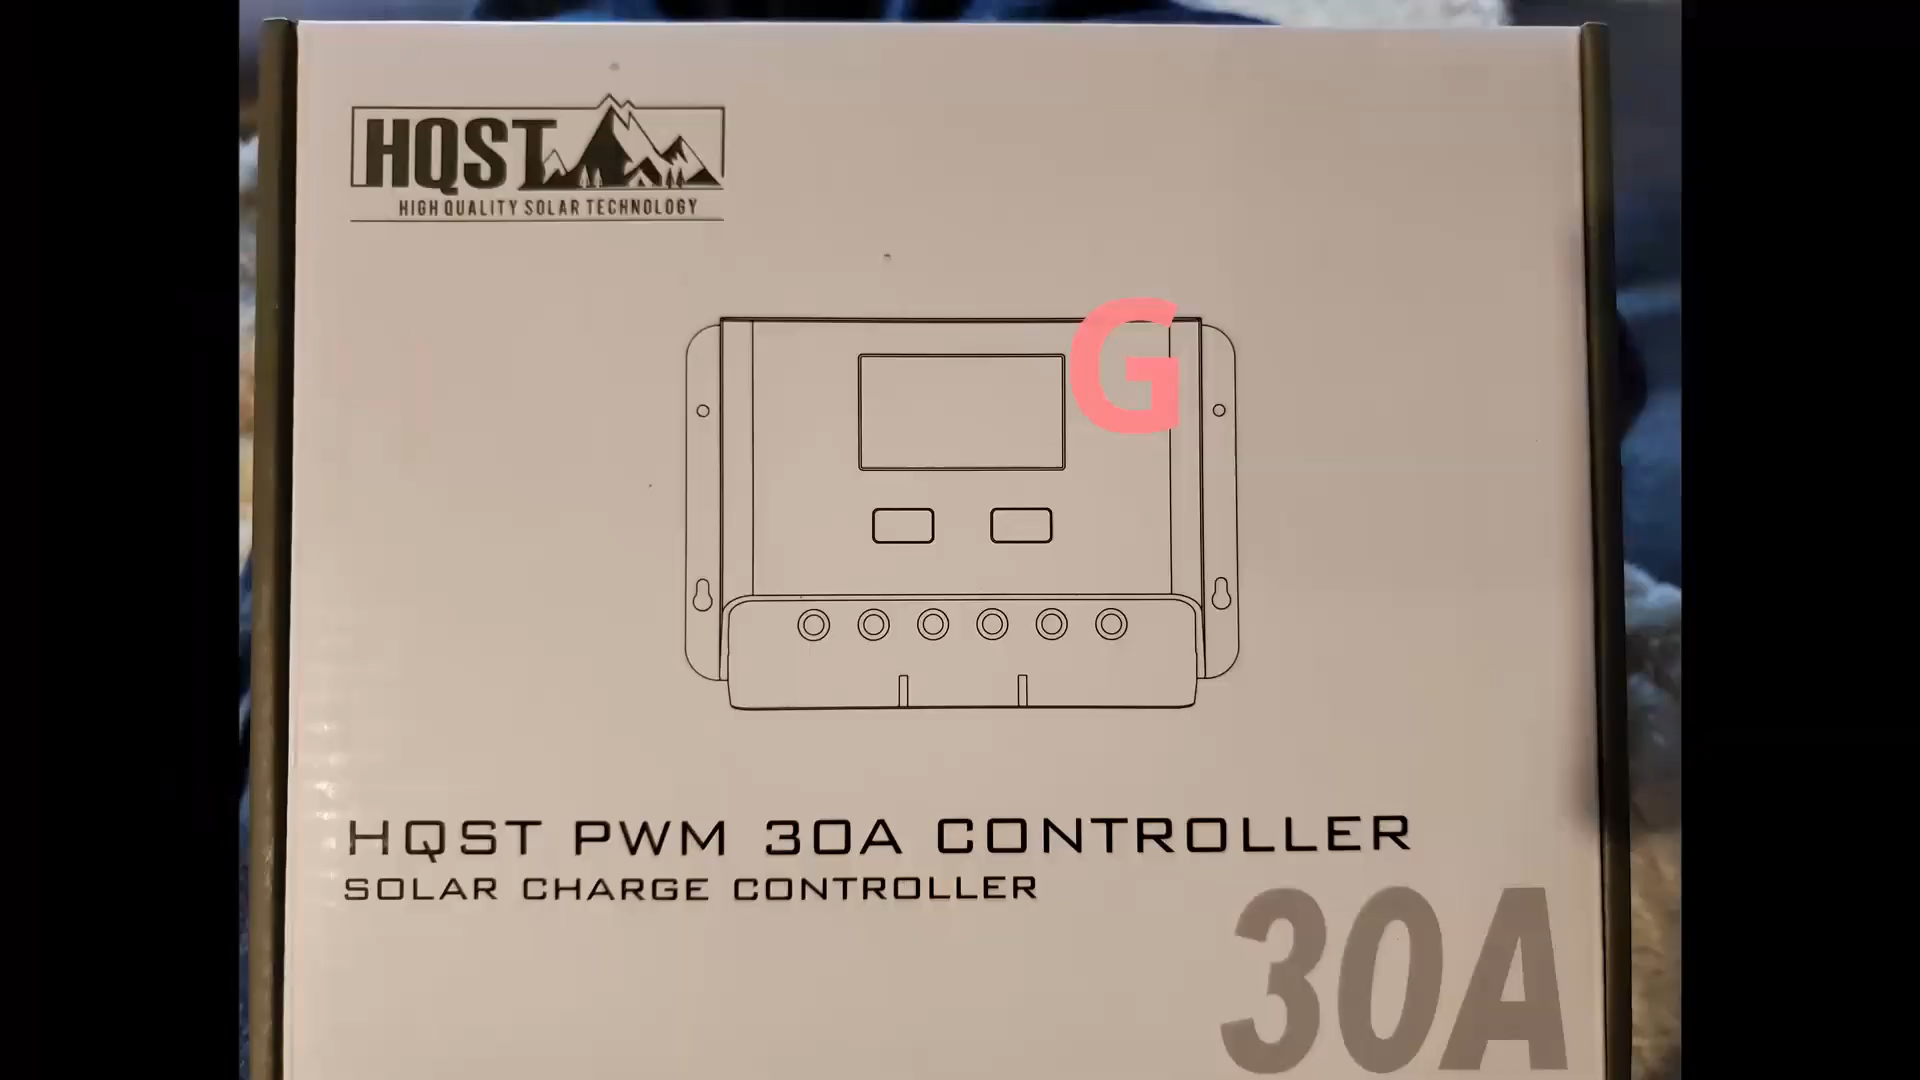 HQST
HIGH QUALITY SOLAR TECHNOLOGY
G
HQST PWM 30A CONTROLLER
SOLAR CHARGE CONTROLLER
30A